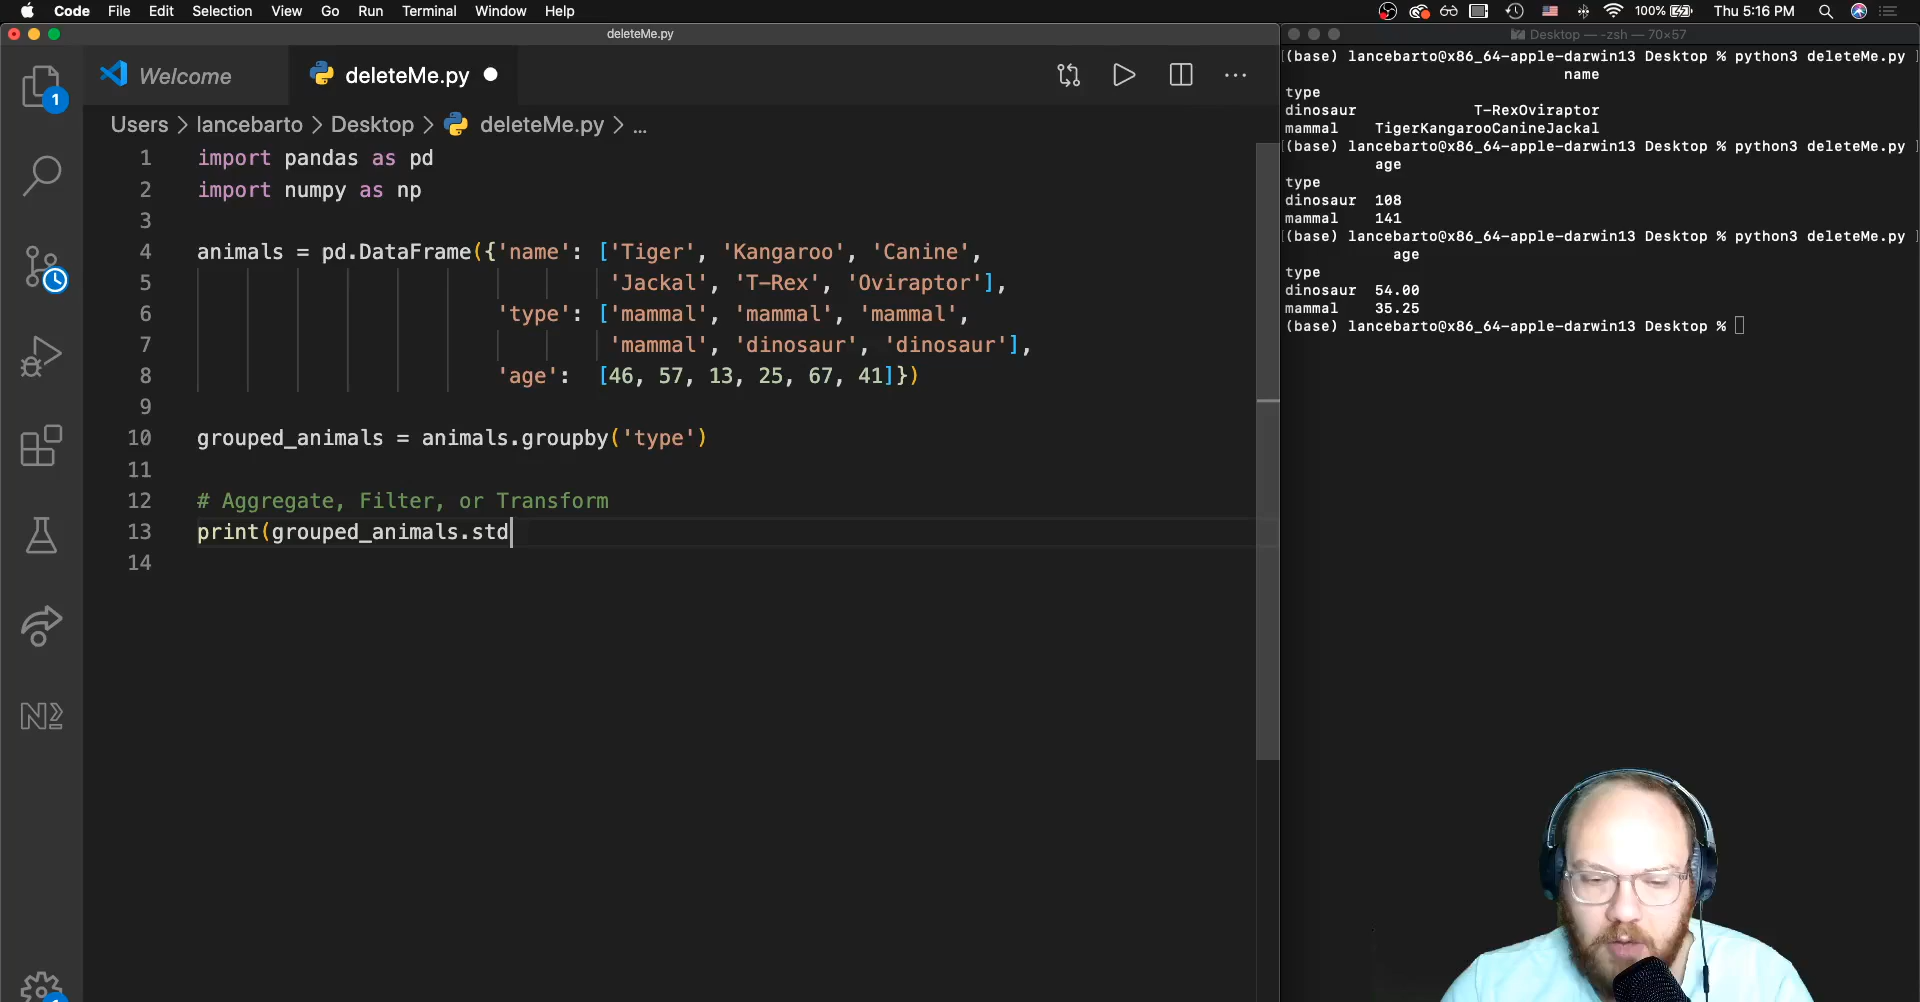 Code File Edit Selection View Go Run Terminal Window Help 100% Thu 5:16 PM
deleteMe.py
Welcome
deleteMe.py
Users > lancebarto > Desktop > deleteMe.py > ...
1 import pandas as pd
2 import numpy as np
3
4 animals = pd.DataFrame({'name': ['Tiger', 'Kangaroo', 'Canine',
5 'Jackal', 'T-Rex', 'Oviraptor'],
6 'type': ['mammal', 'mammal', 'mammal',
7 'mammal', 'dinosaur', 'dinosaur'],
8 'age': [46, 57, 13, 25, 67, 41]})
9
10 grouped_animals = animals.groupby('type')
11
12 # Aggregate, Filter, or Transform
13 print(grouped_animals.std
14
1
Desktop — -zsh — 70×57
[(base) lancebarto@x86_64-apple-darwin13 Desktop % python3 deleteMe.py ]
name
type
dinosaur T-RexOviraptor
mammal TigerKangarooCanineJackal
[(base) lancebarto@x86_64-apple-darwin13 Desktop % python3 deleteMe.py ]
age
type
dinosaur 108
mammal 141
[(base) lancebarto@x86_64-apple-darwin13 Desktop % python3 deleteMe.py ]
age
type
dinosaur 54.00
mammal 35.25
(base) lancebarto@x86_64-apple-darwin13 Desktop %